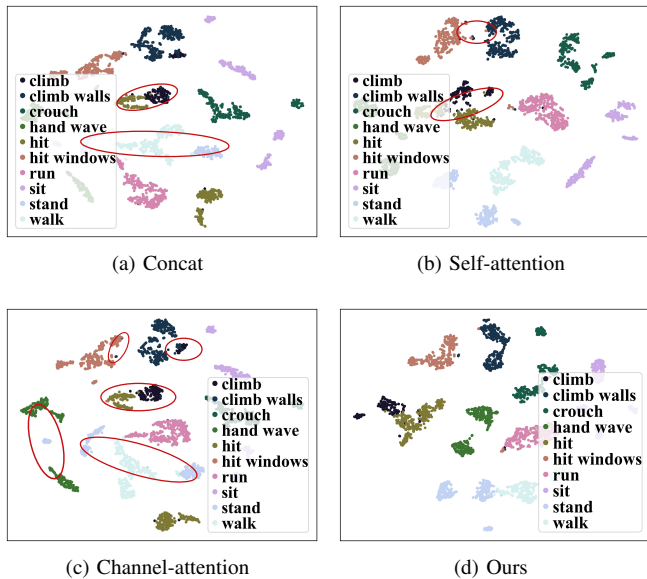 climb
climb walls
crouch
hand wave
hit
hit windows
run
sit
stand
walk
(a) Concat
climb
climb walls
crouch
hand wave
hit
hit windows
run
sit
stand
walk
(b) Self-attention
climb
climb walls
crouch
hand wave
hit
hit windows
run
sit
stand
walk
(c) Channel-attention
climb
climb walls
crouch
hand wave
hit
hit windows
run
sit
stand
walk
(d) Ours